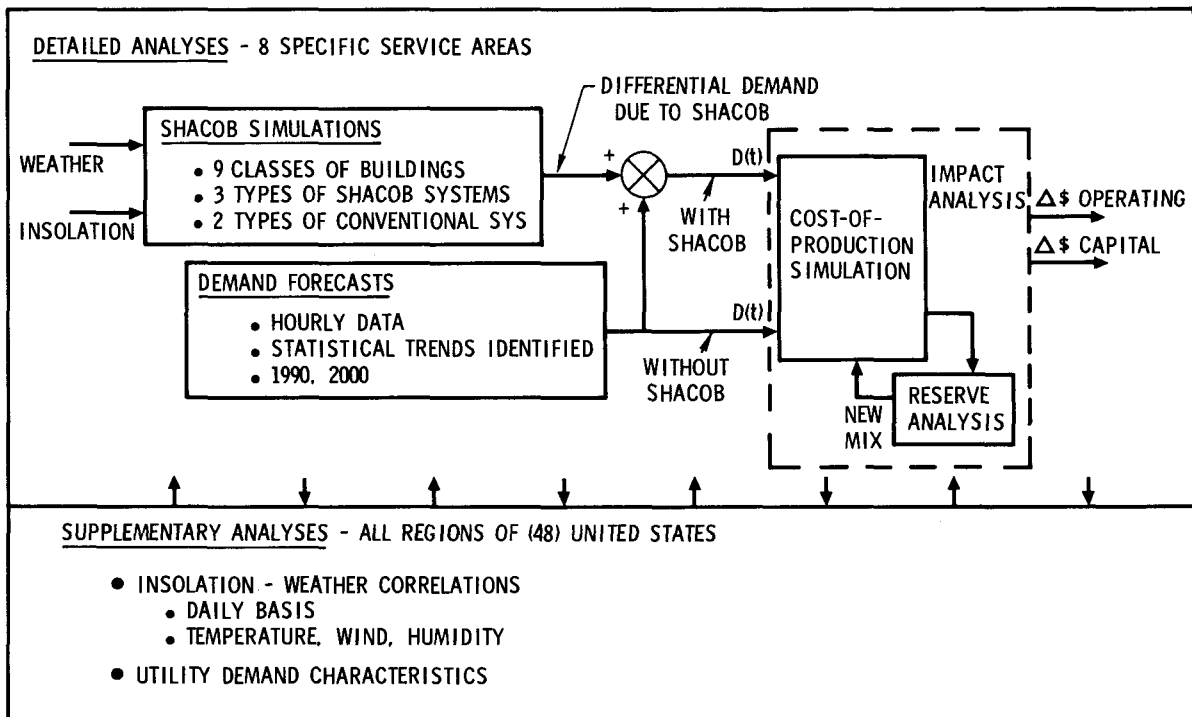 DETAILED ANALYSES - 8 SPECIFIC SERVICE AREAS
DIFFERENTIAL DEMAND
DUE TO SHACOB
SHACOB SIMULATIONS
• 9 CLASSES OF BUILDINGS
• 3 TYPES OF SHACOB SYSTEMS
• 2 TYPES OF CONVENTIONAL SYS
WEATHER
INSOLATION
+
+
D(t)
WITH
SHACOB
DEMAND FORECASTS
• HOURLY DATA
• STATISTICAL TRENDS IDENTIFIED
• 1990, 2000
D(t)
WITHOUT
SHACOB
COST-OF-
PRODUCTION
SIMULATION
IMPACT
ANALYSIS
Δ$ OPERATING
Δ$ CAPITAL
NEW
MIX
RESERVE
ANALYSIS
SUPPLEMENTARY ANALYSES - ALL REGIONS OF (48) UNITED STATES
• INSOLATION - WEATHER CORRELATIONS
• DAILY BASIS
• TEMPERATURE, WIND, HUMIDITY
• UTILITY DEMAND CHARACTERISTICS